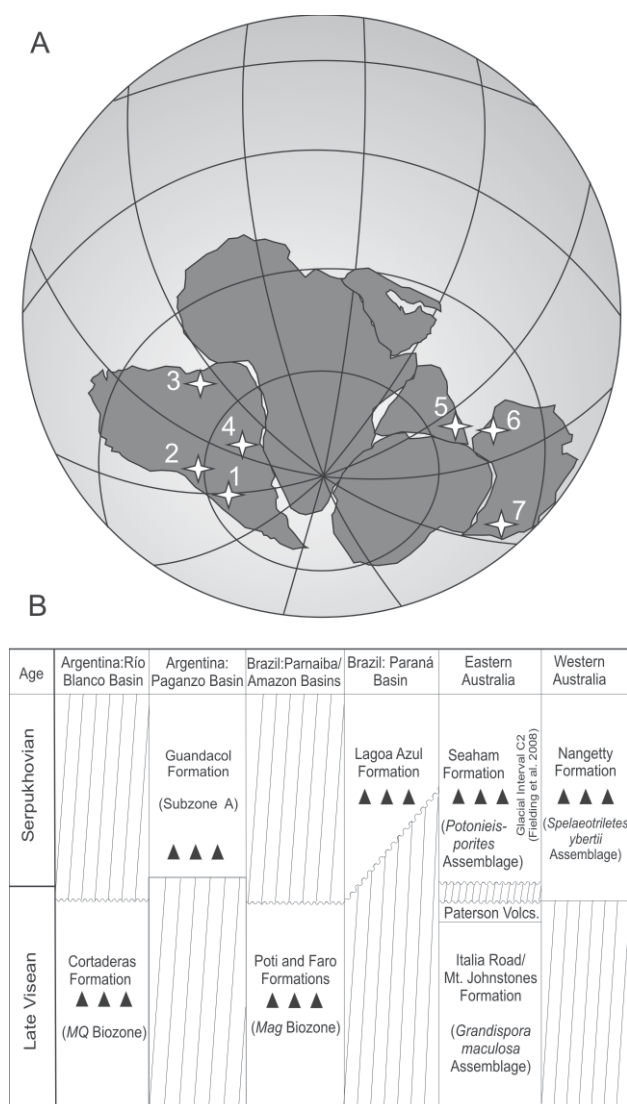 A
3
4
2
1
5
6
7
B
Age
Argentina:Río
Blanco Basin
Argentina:
Paganzo Basin
Brazil:Parnaiba/
Amazon Basins
Brazil: Paraná
Basin
Eastern
Australia
Western
Australia
Serpukhovian
Guandacol
Formation
(Subzone A)
Lagoa Azul
Formation
Seaham
Formation
(Potonieis-
porites
Assemblage)
Glacial Interval C2
(Fielding et al. 2008)
Nangetty
Formation
(Spelaeotriletes
ybertii
Assemblage)
Late Visean
Cortaderas
Formation
(MQ Biozone)
Poti and Faro
Formations
(Mag Biozone)
Paterson Volcs.
Italia Road/
Mt. Johnstones
Formation
(Grandispora
maculosa
Assemblage)